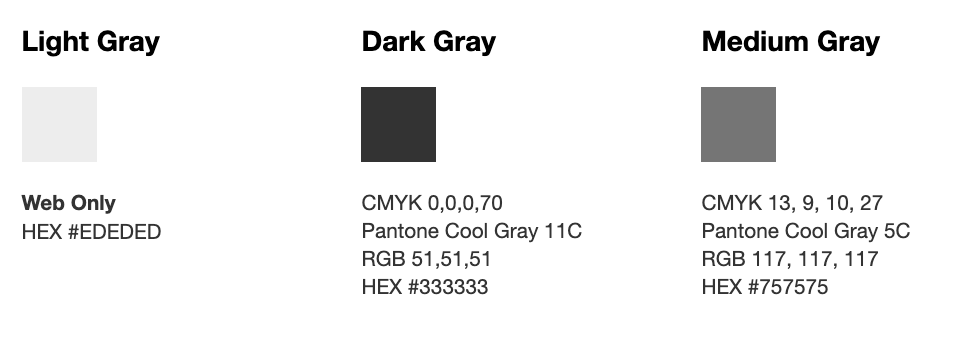 Light Gray
Web Only
HEX #EDEDED
Dark Gray
CMYK 0,0,0,70
Pantone Cool Gray 11C
RGB 51,51,51
HEX #333333
Medium Gray
CMYK 13, 9, 10, 27
Pantone Cool Gray 5C
RGB 117, 117, 117
HEX #757575